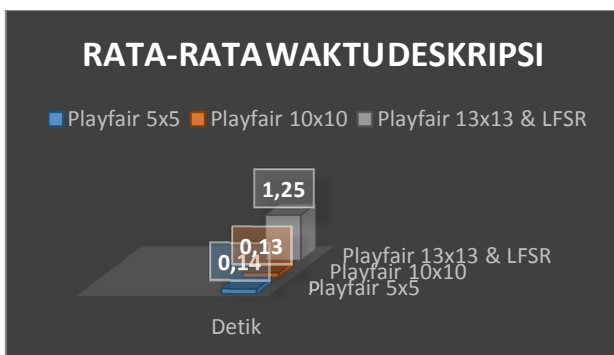 RATA-RATA WAKTU DESKRIPSI
Playfair 5x5 Playfair 10x10 Playfair 13x13 & LFSR
1,25
0,13
0,14
Playfair 13x13 & LFSR
Playfair 10x10
Playfair 5x5
Detik